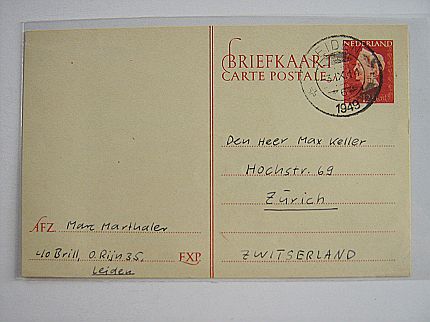 BRIEFKAART
CARTE POSTALE
NEDERLAND
LEIDEN
1949
Den Heer Max Keller
Hochstr. 69
Zürich
ZWITSERLAND
AFZ. Marc Marthaler
c/o Brill, O. Rijn 35,
EXP.
Leiden